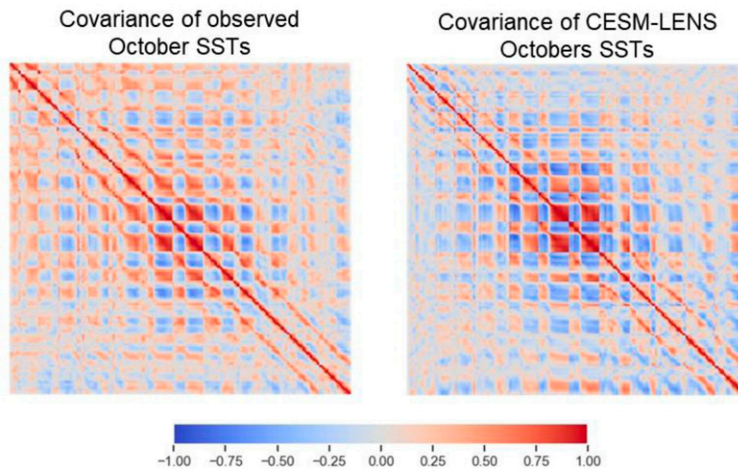 Covariance of observed
October SSTs
Covariance of CESM-LENS
Octobers SSTs
−1.00 −0.75 −0.50 −0.25 0.00 0.25 0.50 0.75 1.00